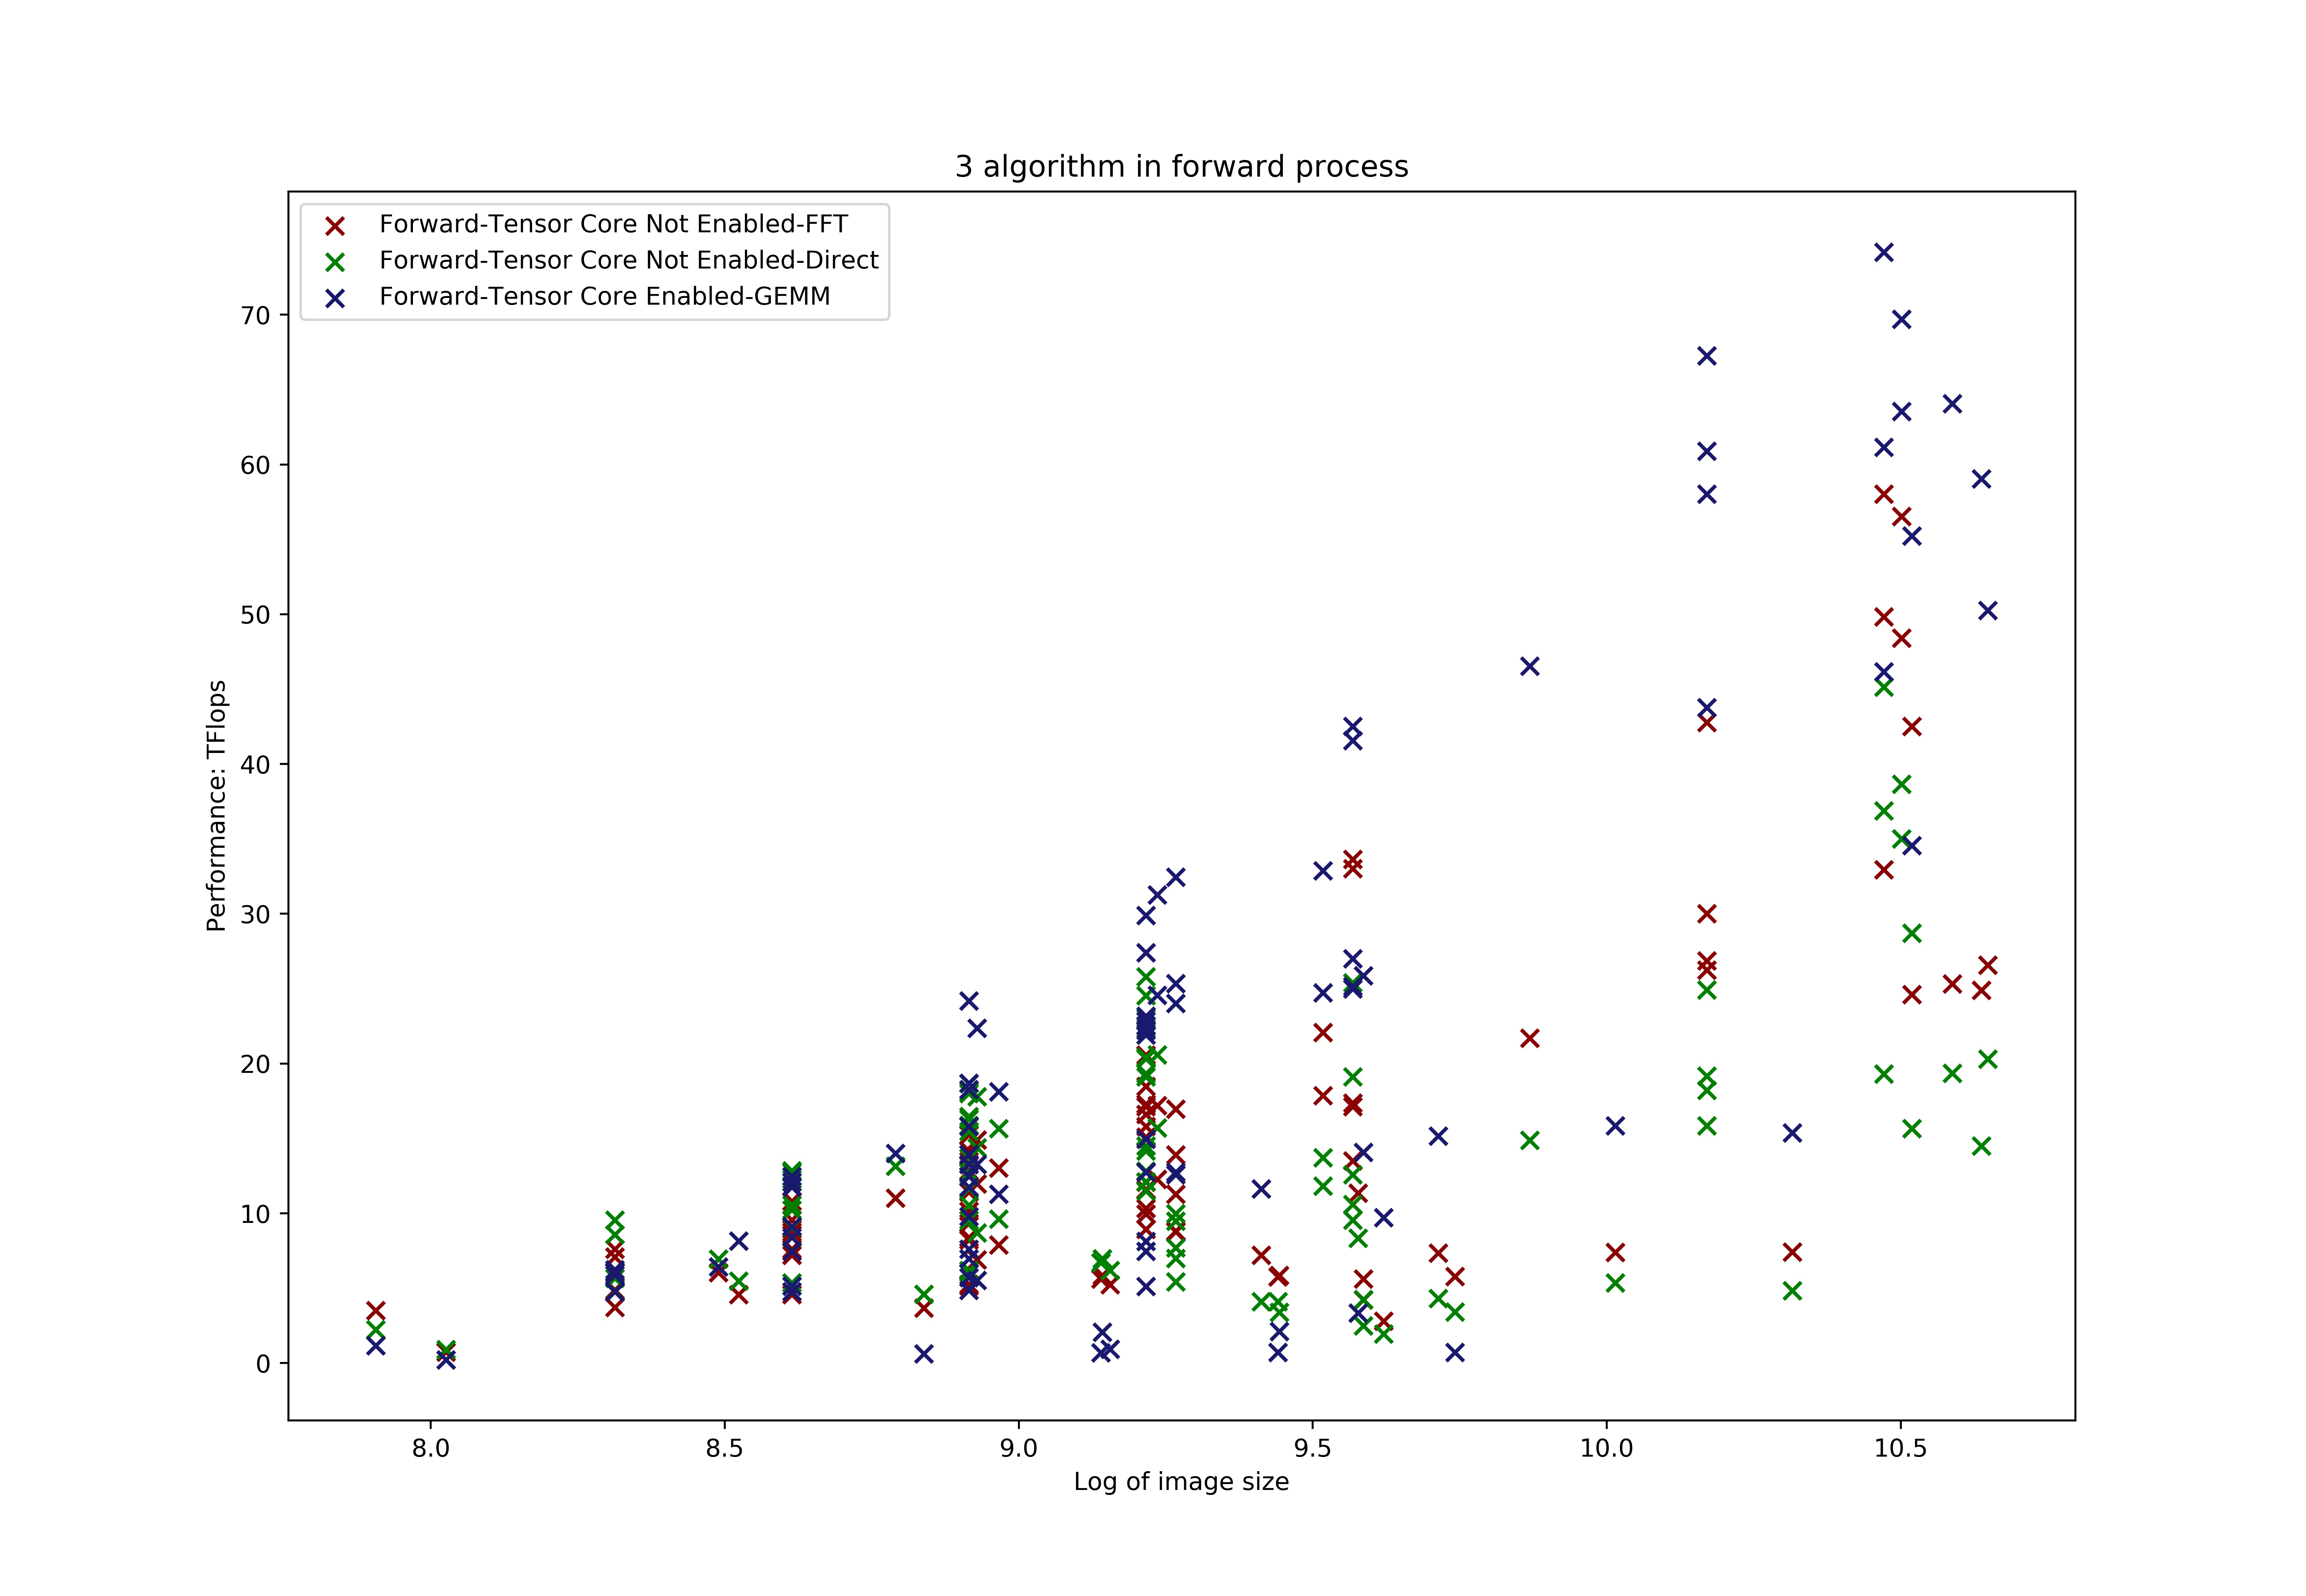 3 algorithm in forward process
Forward-Tensor Core Not Enabled-FFT
Forward-Tensor Core Not Enabled-Direct
Forward-Tensor Core Enabled-GEMM
Performance: TFlops
70
60
50
40
30
20
10
0
8.0 8.5 9.0 9.5 10.0 10.5
Log of image size